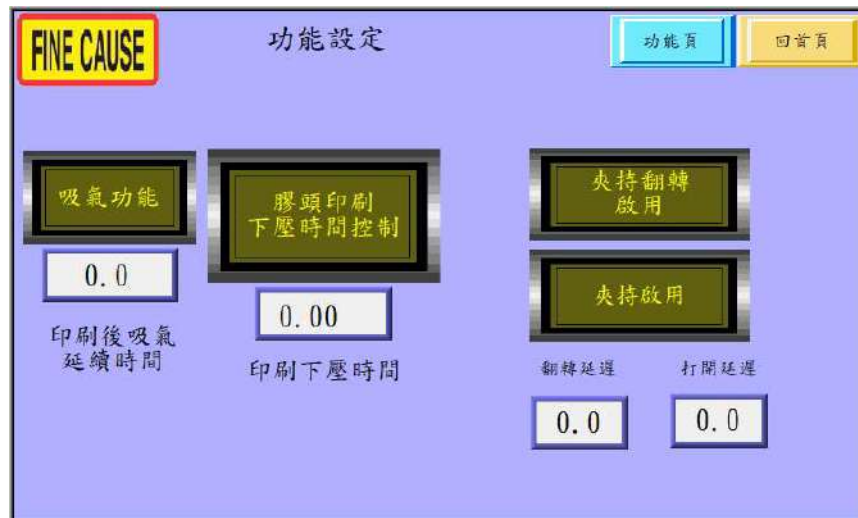 FINE CAUSE
功能設定
功能頁
回首頁
吸氣功能
膠頭印刷
下壓時間控制
夾持翻轉
啟用
0.0
0.00
夾持啟用
印刷後吸氣
延續時間
印刷下壓時間
翻轉延遲
打開延遲
0.0
0.0